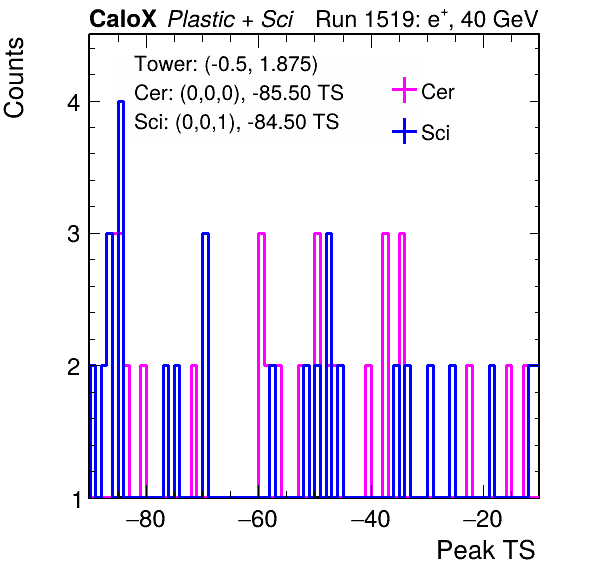 CaloX Plastic + Sci Run 1519: e⁺, 40 GeV
Counts
Tower: (-0.5, 1.875)
Cer: (0,0,0), -85.50 TS
Sci: (0,0,1), -84.50 TS
Cer
Sci
4
3
2
1
−80 −60 −40 −20
Peak TS